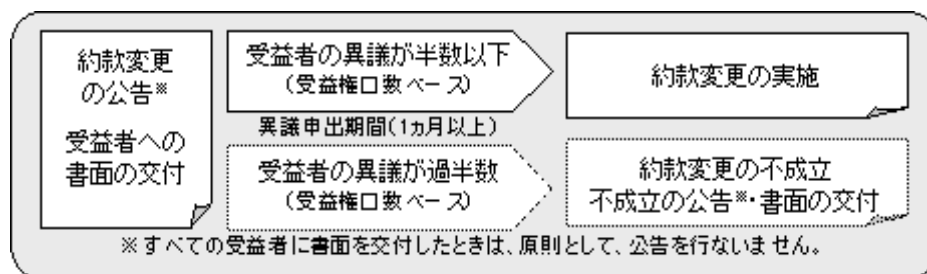 約款変更
の公告※
受益者への
書面の交付
受益者の異議が半数以下
(受益権口数ベース)
約款変更の実施
異議申出期間(1ヵ月以上)
受益者の異議が過半数
(受益権口数ベース)
約款変更の不成立
不成立の公告※・書面の交付
※すべての受益者に書面を交付したときは、原則として、公告を行ないません。